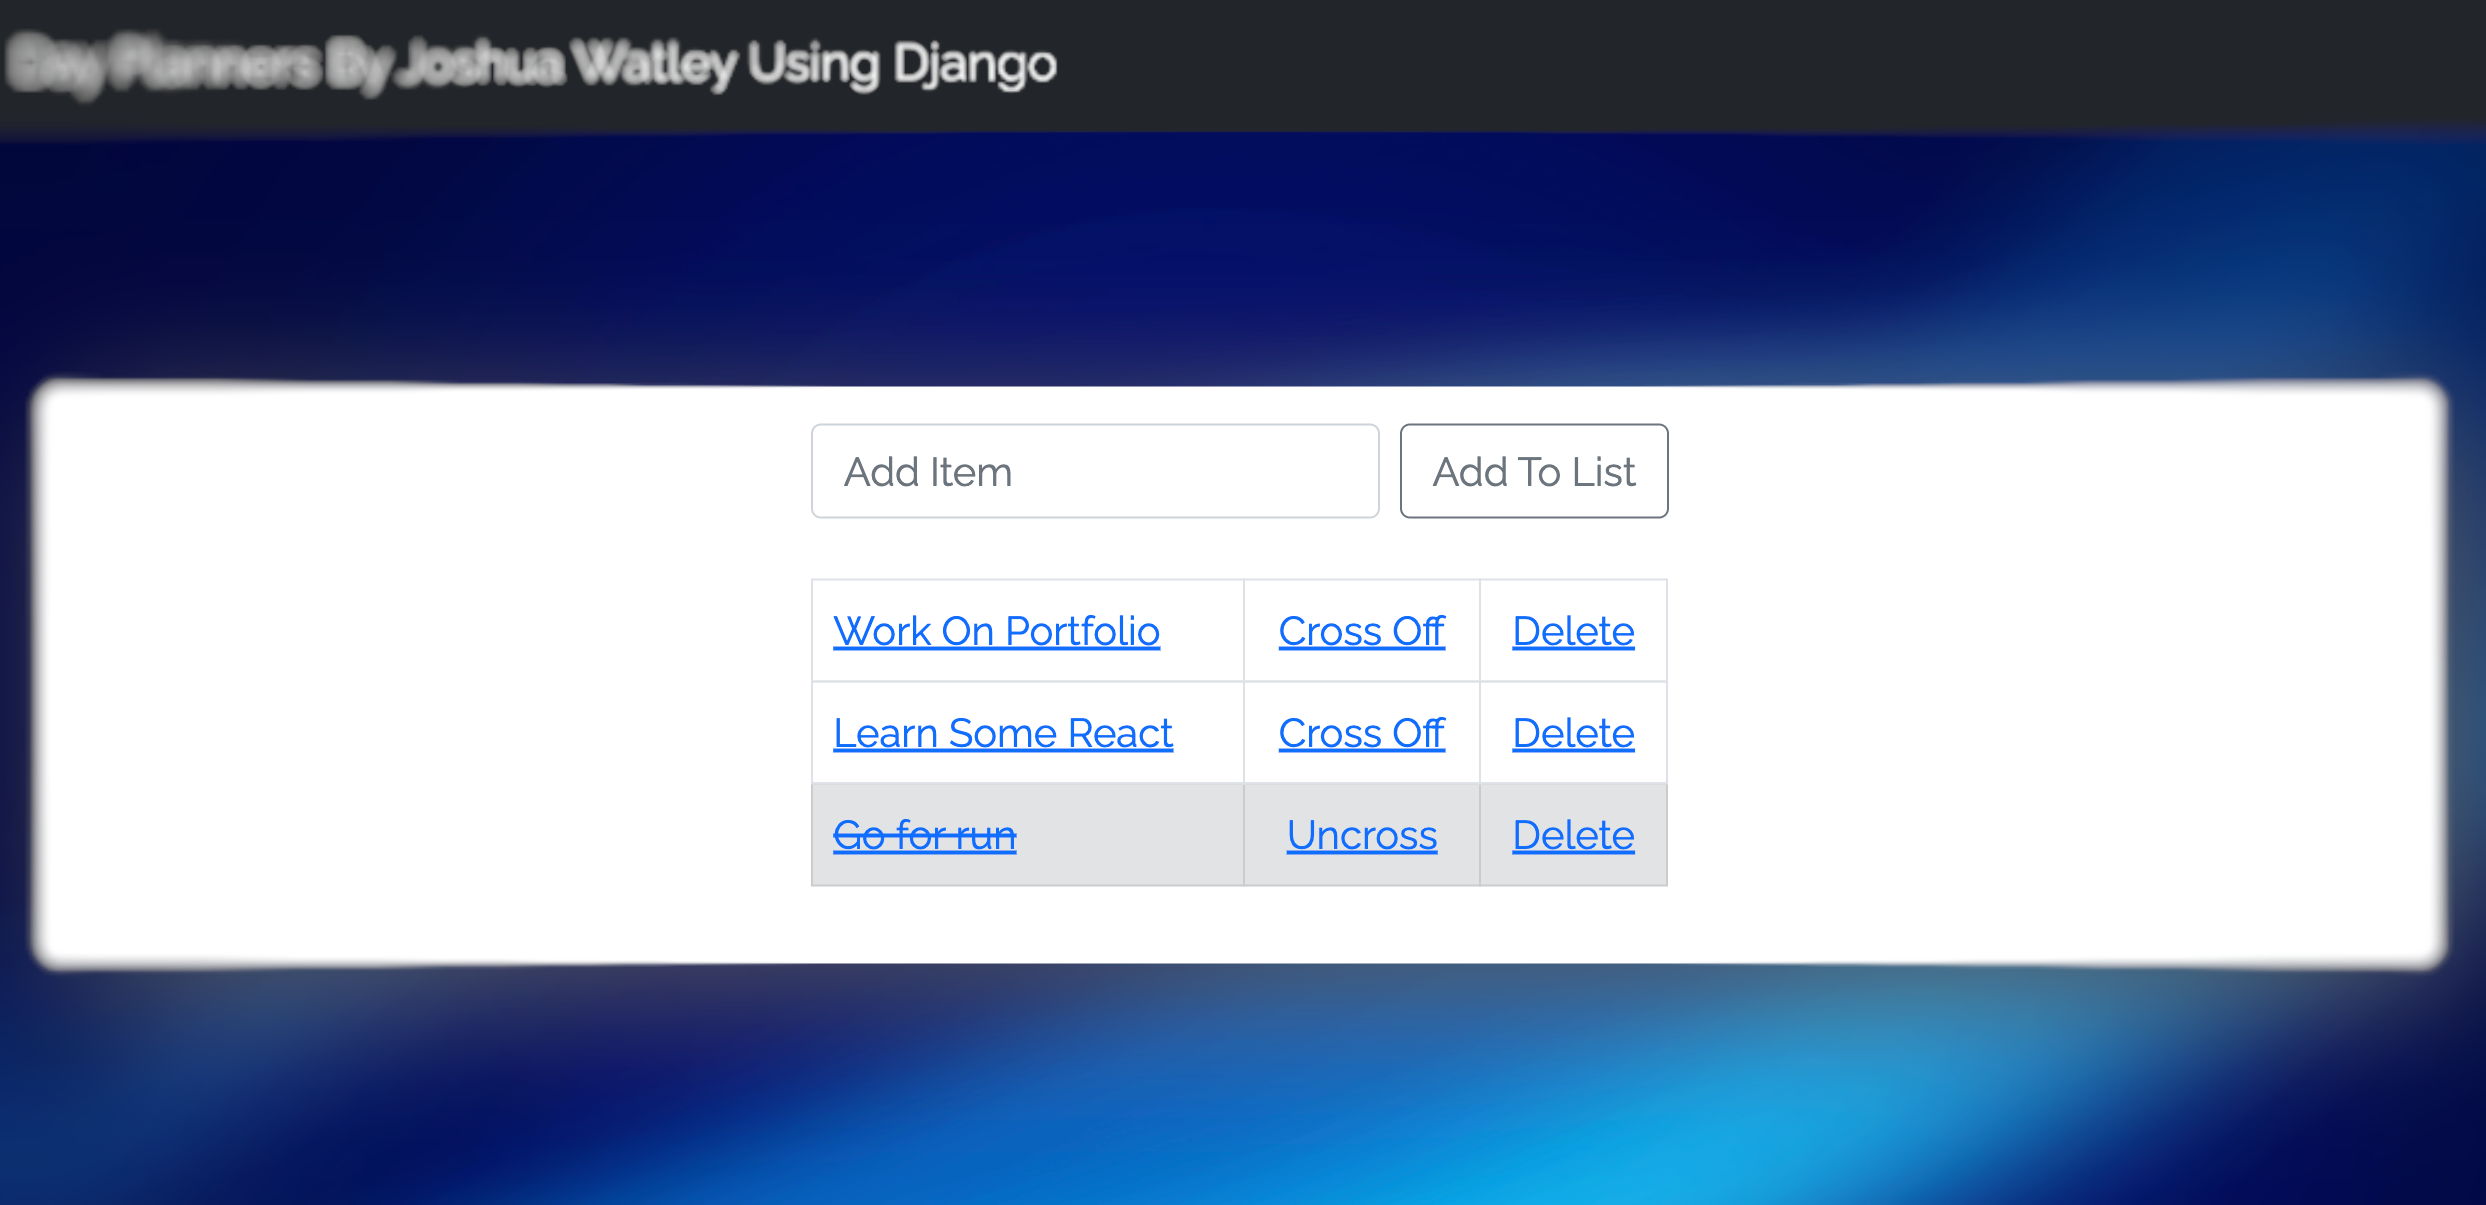 Day Planners By Joshua Watley Using Django
Add Item Add To List
Work On Portfolio Cross Off Delete
Learn Some React Cross Off Delete
Go for run Uncross Delete